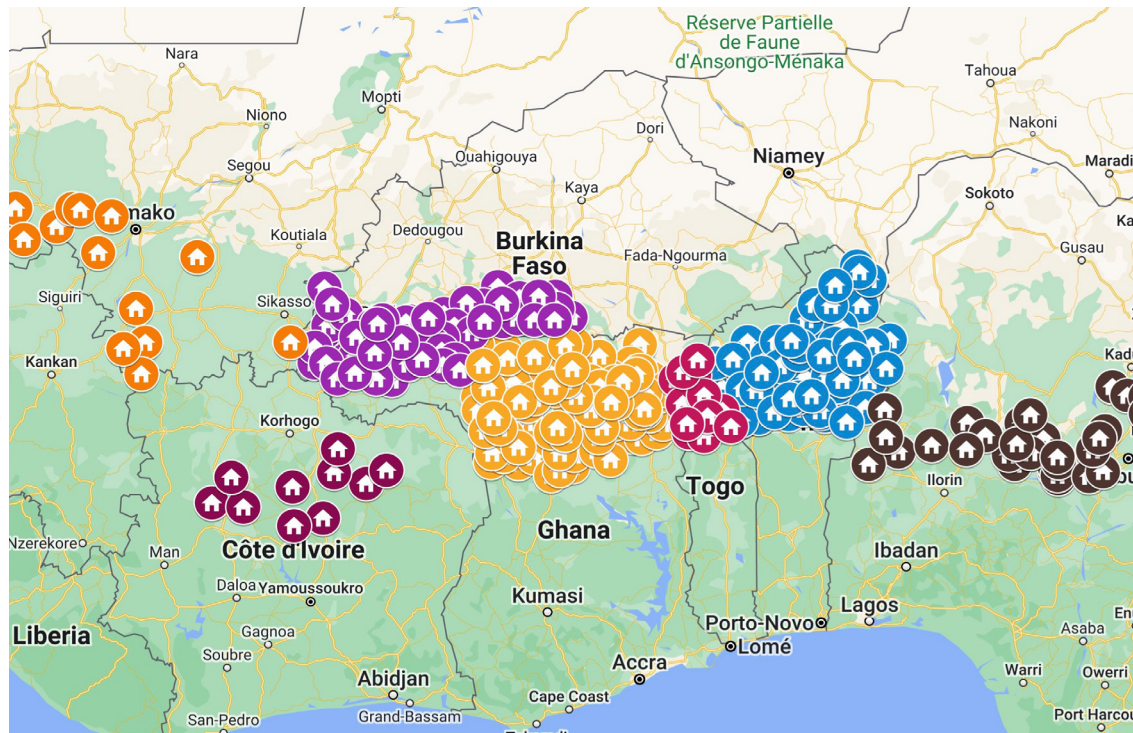 Réserve Partielle
de Faune
d'Ansongo-Ménaka
Nara
Tahoua
Mopti
Niono
Dori
Nakoni
Ouahigouya
Niamey
Segou
Maradi
Kaya
Sokoto
mako
Koutiala
Dedougou
Burkina
Faso
Fada-Ngourma
Gusau
Siguiri
Sikasso
Kankan
Korhogo
Togo
Ilorin
Ghana
Nzerekore
Man
Côte d'Ivoire
Ibadan
Daloa
Yamoussoukro
Kumasi
Lagos
Liberia
Gagnoa
Porto-Novo
Lomé
Asaba
Soubre
Accra
Warri
Owerri
Abidjan
Cape Coast
Grand-Bassam
San-Pedro
Port Harcou